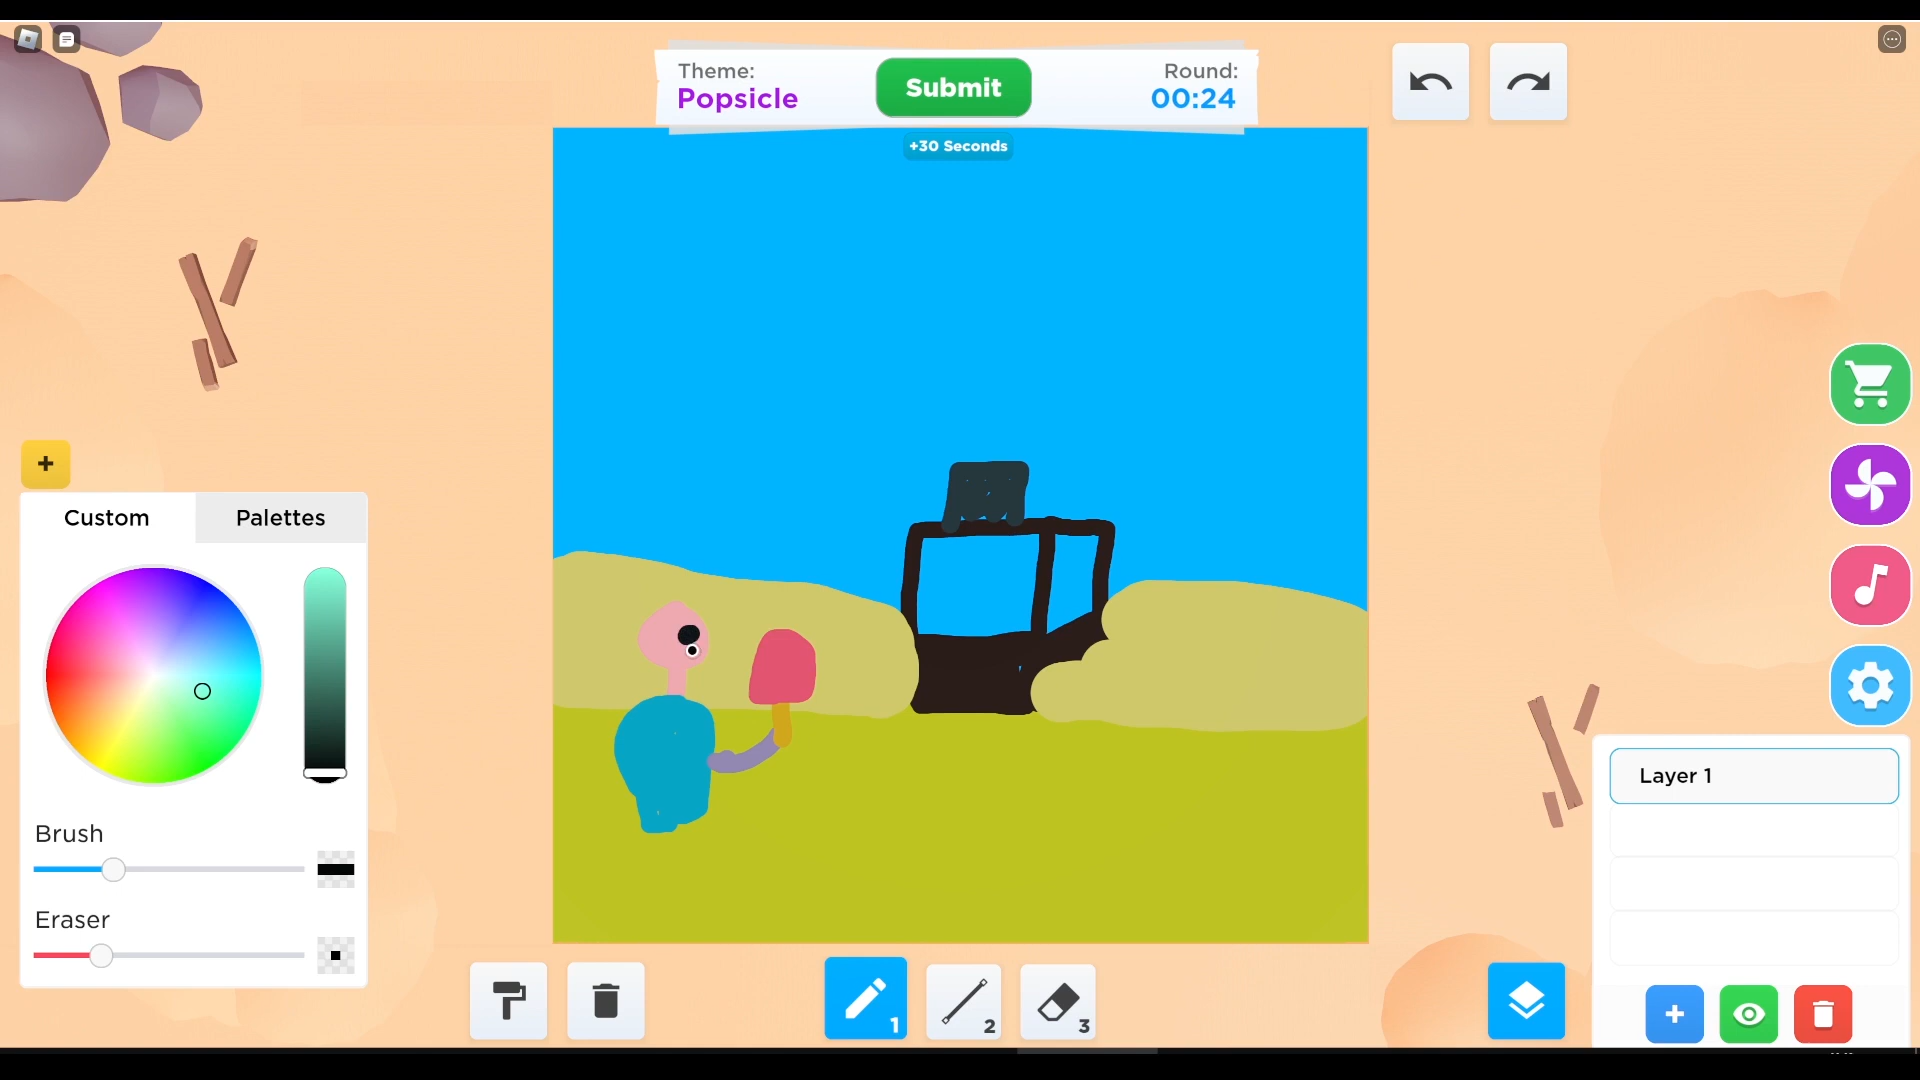 Theme:
Popsicle
Submit
Round:
00:24
+30 Seconds
Custom
Palettes
Brush
Eraser
1
2
3
Layer 1